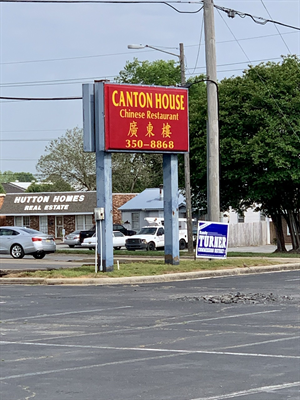 CANTON HOUSE
Chinese Restaurant
廣東樓
350-8868
HUTTON HOMES
REAL ESTATE
TURNER